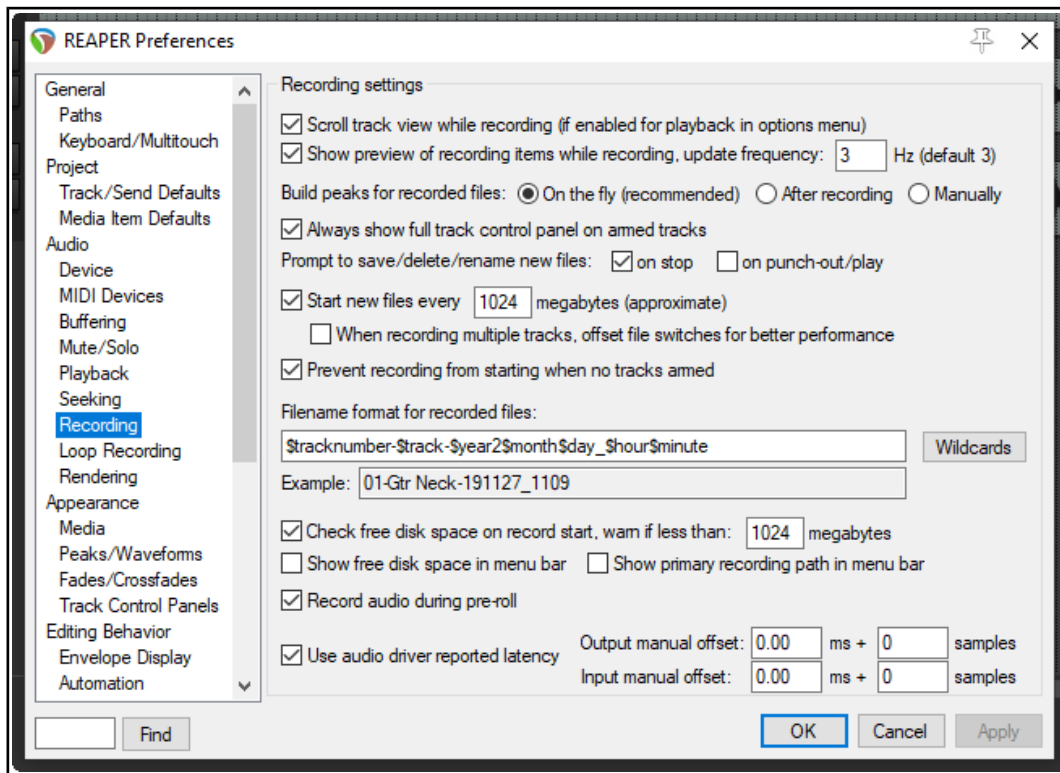 REAPER Preferences
General
Paths
Keyboard/Multitouch
Project
Track/Send Defaults
Media Item Defaults
Audio
Device
MIDI Devices
Buffering
Mute/Solo
Playback
Seeking
Recording
Loop Recording
Rendering
Appearance
Media
Peaks/Waveforms
Fades/Crossfades
Track Control Panels
Editing Behavior
Envelope Display
Automation
Find
Recording settings
Scroll track view while recording (if enabled for playback in options menu)
Show preview of recording items while recording, update frequency: 3 Hz (default 3)
Build peaks for recorded files: On the fly (recommended) After recording Manually
Always show full track control panel on armed tracks
Prompt to save/delete/rename new files: on stop on punch-out/play
Start new files every 1024 megabytes (approximate)
When recording multiple tracks, offset file switches for better performance
Prevent recording from starting when no tracks armed
Filename format for recorded files:
$tracknumber-$track-$year2$month$day_$hour$minute Wildcards
Example: 01-Gtr Neck-191127_1109
Check free disk space on record start, warn if less than: 1024 megabytes
Show free disk space in menu bar Show primary recording path in menu bar
Record audio during pre-roll
Use audio driver reported latency
Output manual offset: 0.00 ms + 0 samples
Input manual offset: 0.00 ms + 0 samples
OK Cancel Apply